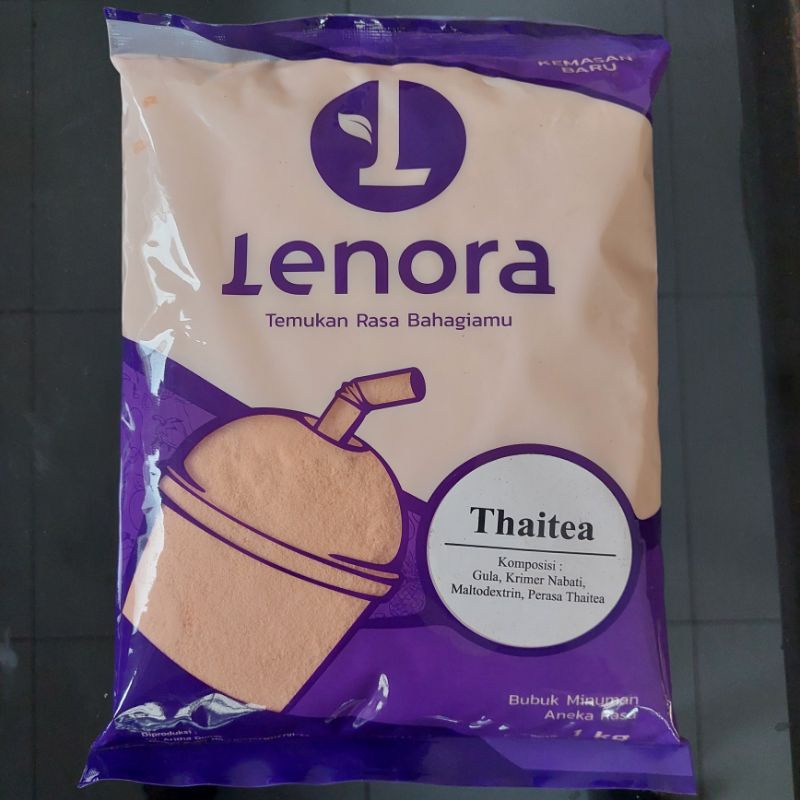 KEMASAN
BARU
Lenora
Temukan Rasa Bahagiamu
Thaitea
Komposisi :
Gula, Krimer Nabati,
Maltodextrin, Perasa Thaitea
Bubuk Minuman
Aneka Rasa
1 kg
Diproduksi :